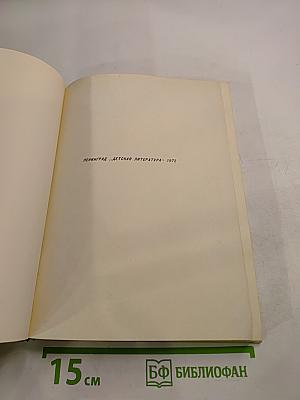 ЛЕНИНГРАД „ДЕТСКАЯ ЛИТЕРАТУРА“ 1975
15 см
БФ БИБЛИОФАН